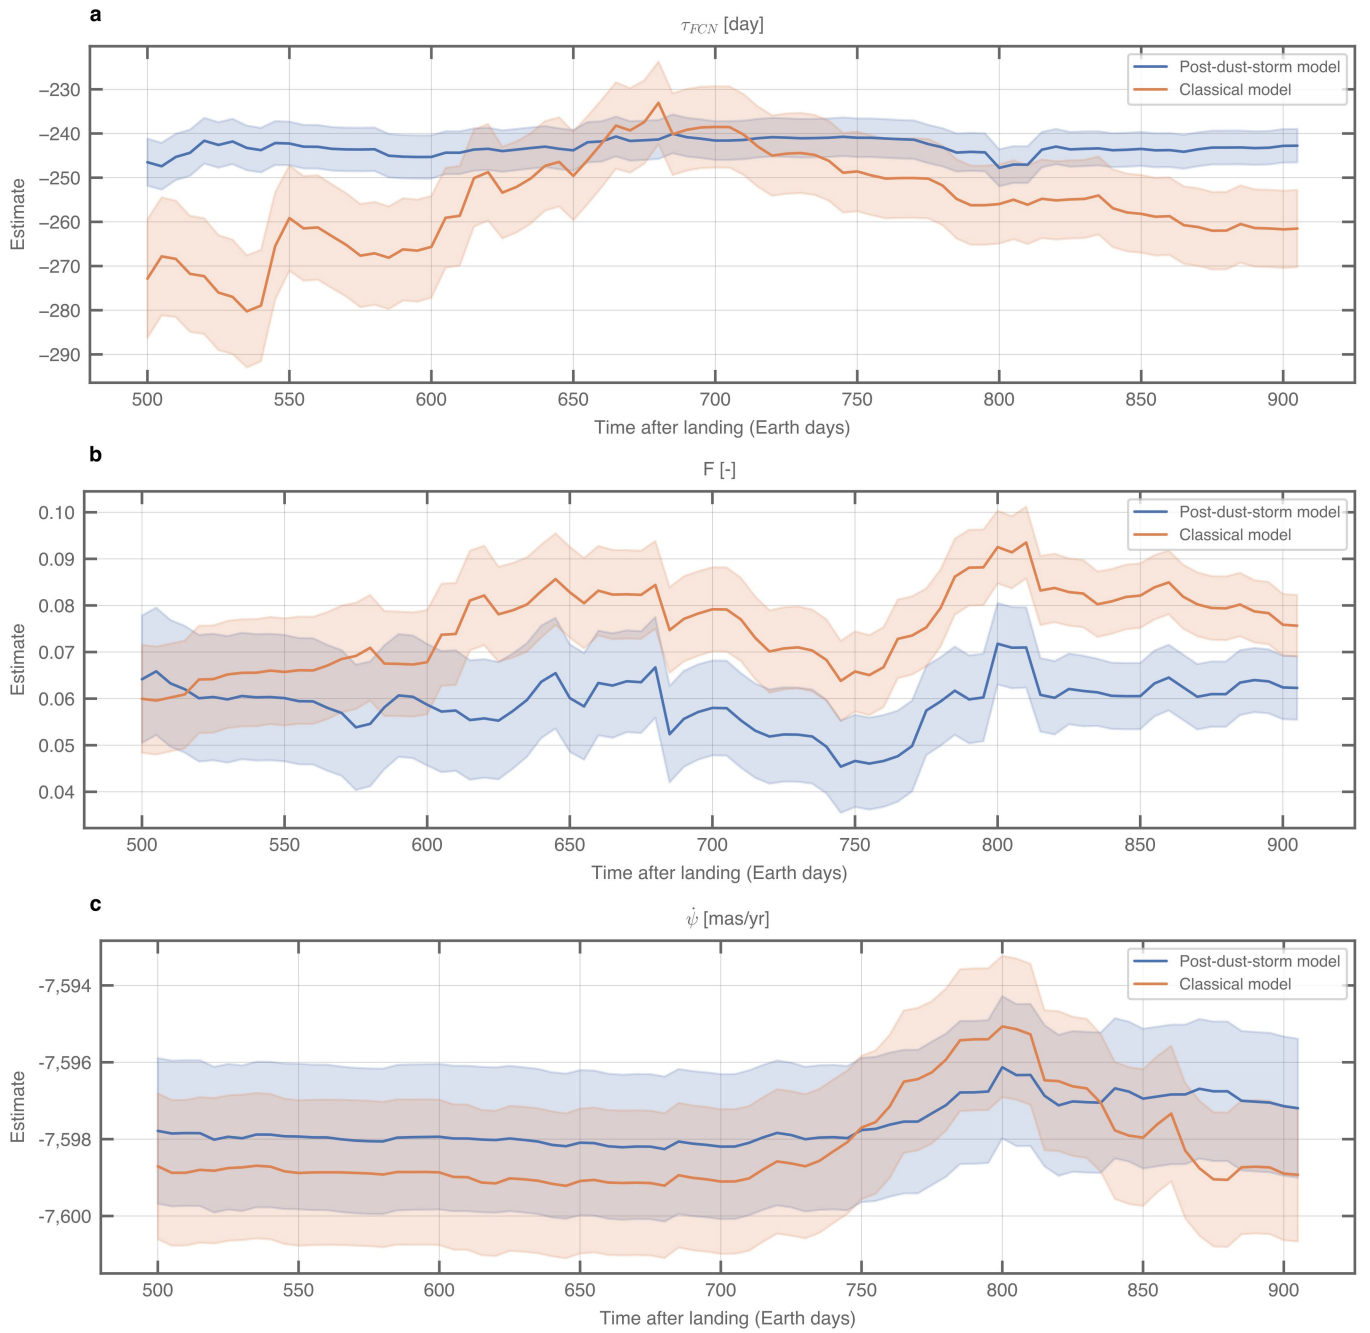 a
τFCN [day]
Post-dust-storm model
Classical model
−230
−240
−250
−260
−270
−280
−290
Estimate
500 550 600 650 700 750 800 850 900
Time after landing (Earth days)
b
F [-]
Post-dust-storm model
Classical model
0.10
0.09
0.08
0.07
0.06
0.05
0.04
Estimate
500 550 600 650 700 750 800 850 900
Time after landing (Earth days)
c
ψ̇ [mas/yr]
Post-dust-storm model
Classical model
-7,594
-7,596
-7,598
-7,600
Estimate
500 550 600 650 700 750 800 850 900
Time after landing (Earth days)